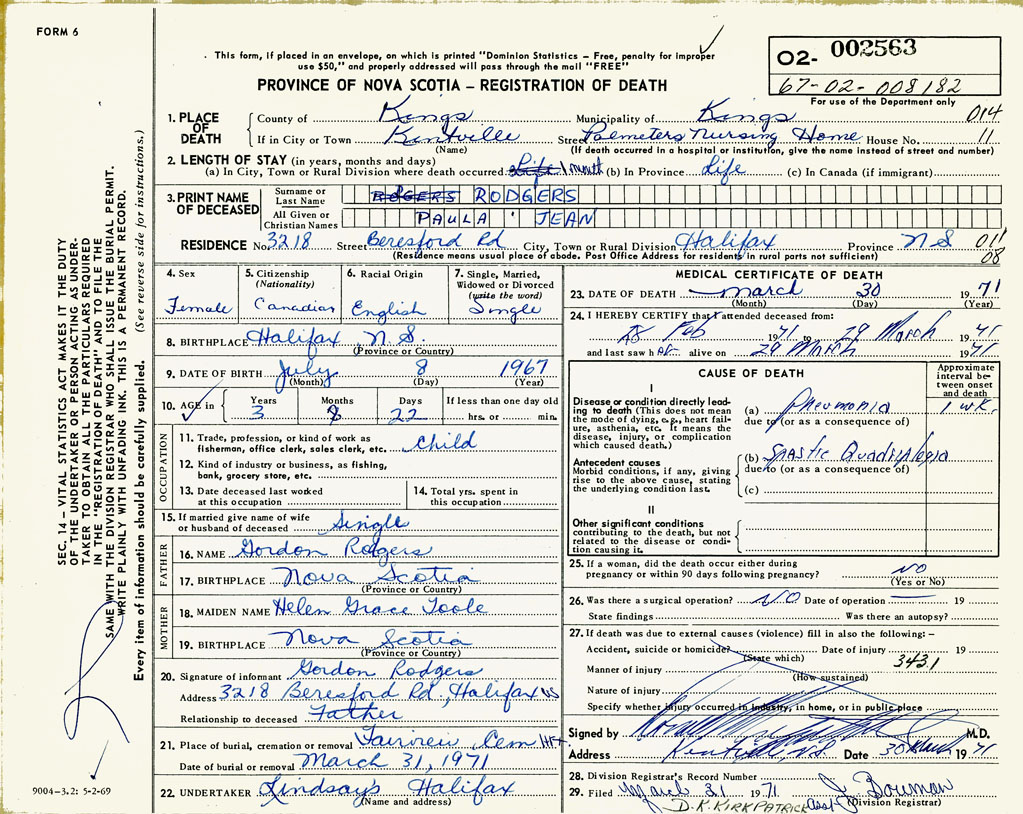 FORM 6
. This form, if placed in an envelope, on which is printed "Dominion Statistics – Free, penalty for improper
use $50," and properly addressed will pass through the mail "FREE"
PROVINCE OF NOVA SCOTIA – REGISTRATION OF DEATH
02- 002563
67-02-008182
For use of the Department only
SEC. 14 – VITAL STATISTICS ACT MAKES IT THE DUTY
OF THE UNDERTAKER OR PERSON ACTING AS UNDER-
TAKER TO OBTAIN ALL THE PARTICULARS REQUIRED
IN THE "REGISTRATION OF DEATH" AND TO FILE THE
SAME WITH THE DIVISION REGISTRAR WHO SHALL ISSUE THE BURIAL PERMIT.
WRITE PLAINLY WITH UNFADING INK. THIS IS A PERMANENT RECORD.
Every item of information should be carefully supplied. (See reverse side for instructions.)
9004-3.2: 5-2-69
1. PLACE OF DEATH
County of Kings Municipality of Kings 014
If in City or Town Kentville Street Palmeters Nursing Home House No. 11
(Name) (If death occurred in a hospital or institution, give the name instead of street and number)
2. LENGTH OF STAY (in years, months and days)
(a) In City, Town or Rural Division where death occurred Life 1 month (b) In Province Life (c) In Canada (if immigrant)
3. PRINT NAME OF DECEASED
Surname or Last Name ROGERS RODGERS
All Given or Christian Names PAULA JEAN
RESIDENCE No. 3218 Street Beresford Rd City, Town or Rural Division Halifax Province N S 011
08
(Residence means usual place of abode. Post Office Address for residents in rural parts not sufficient)
4. Sex
Female
5. Citizenship (Nationality)
Canadian
6. Racial Origin
English
7. Single, Married, Widowed or Divorced (write the word)
Single
8. BIRTHPLACE Halifax N. S.
(Province or Country)
9. DATE OF BIRTH July 8 1967
(Month) (Day) (Year)
10. AGE in Years Months Days If less than one day old
3 8 22 hrs. or min.
OCCUPATION
11. Trade, profession, or kind of work as
fisherman, office clerk, sales clerk, etc. Child
12. Kind of industry or business, as fishing,
bank, grocery store, etc.
13. Date deceased last worked
at this occupation
14. Total yrs. spent in
this occupation
15. If married give name of wife
or husband of deceased Single
FATHER
16. NAME Gordon Rodgers
17. BIRTHPLACE Nova Scotia
(Province or Country)
MOTHER
18. MAIDEN NAME Helen Grace Toole
19. BIRTHPLACE Nova Scotia
(Province or Country)
20. Signature of informant Gordon Rodgers
Address 3218 Beresford Rd, Halifax NS
Relationship to deceased Father
21. Place of burial, cremation or removal Fairview Cem Hfx
Date of burial or removal March 31, 1971
22. UNDERTAKER Lindsay's Halifax
(Name and address)
MEDICAL CERTIFICATE OF DEATH
23. DATE OF DEATH March 30 1971
(Month) (Day) (Year)
24. I HEREBY CERTIFY that I attended deceased from:
28 Feb 1971 to 29 March 1971
and last saw her alive on 29 March 1971
CAUSE OF DEATH
Approximate interval between onset and death
I
Disease or condition directly leading to death (This does not mean the mode of dying, e.g., heart failure, asthenia, etc. It means the disease, injury, or complication which caused death.)
(a) Pneumonia 1 wk.
due to (or as a consequence of)
Antecedent causes
Morbid conditions, if any, giving rise to the above cause, stating the underlying condition last.
(b) Spastic Quadriplegia
due to (or as a consequence of)
(c)
II
Other significant conditions
contributing to the death, but not
related to the disease or condition causing it.
25. If a woman, did the death occur either during
pregnancy or within 90 days following pregnancy? NO
(Yes or No)
26. Was there a surgical operation? NO Date of operation 19
State findings Was there an autopsy?
27. If death was due to external causes (violence) fill in also the following: –
Accident, suicide or homicide? Date of injury 19
(State which) 3431
Manner of injury
(How sustained)
Nature of injury
Specify whether injury occurred in industry, in home, or in public place
Signed by M.D.
Address Kentville, N.S. Date 30 March 1971
28. Division Registrar's Record Number
29. Filed March 31 1971 J. Bowman
D. K. KIRKPATRICK Asst. (Division Registrar)